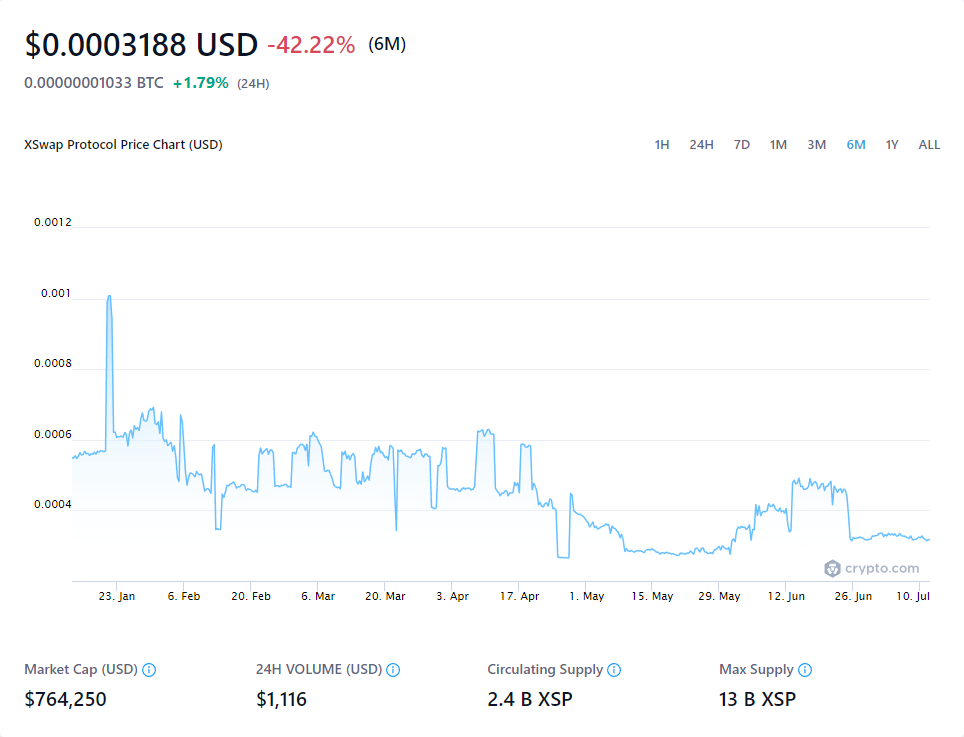 $0.0003188 USD -42.22% (6M)
0.00000001033 BTC +1.79% (24H)
XSwap Protocol Price Chart (USD) 1H 24H 7D 1M 3M 6M 1Y ALL
0.0012
0.001
0.0008
0.0006
0.0004
crypto.com
23. Jan 6. Feb 20. Feb 6. Mar 20. Mar 3. Apr 17. Apr 1. May 15. May 29. May 12. Jun 26. Jun 10. Jul
Market Cap (USD) 24H VOLUME (USD) Circulating Supply Max Supply
$764,250 $1,116 2.4 B XSP 13 B XSP